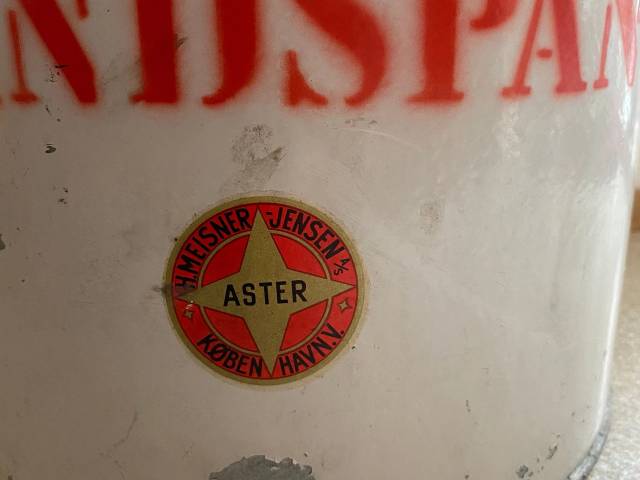 NDSPAN
H. MEISNER-JENSEN A/S
ASTER
KØBENHAVN.V.